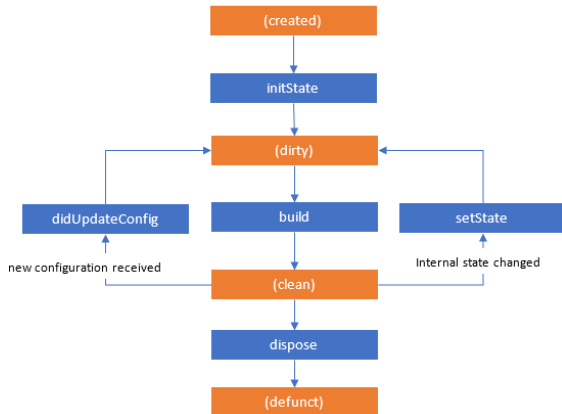 (created)
initState
(dirty)
didUpdateConfig
build
setState
new configuration received
Internal state changed
(clean)
dispose
(defunct)